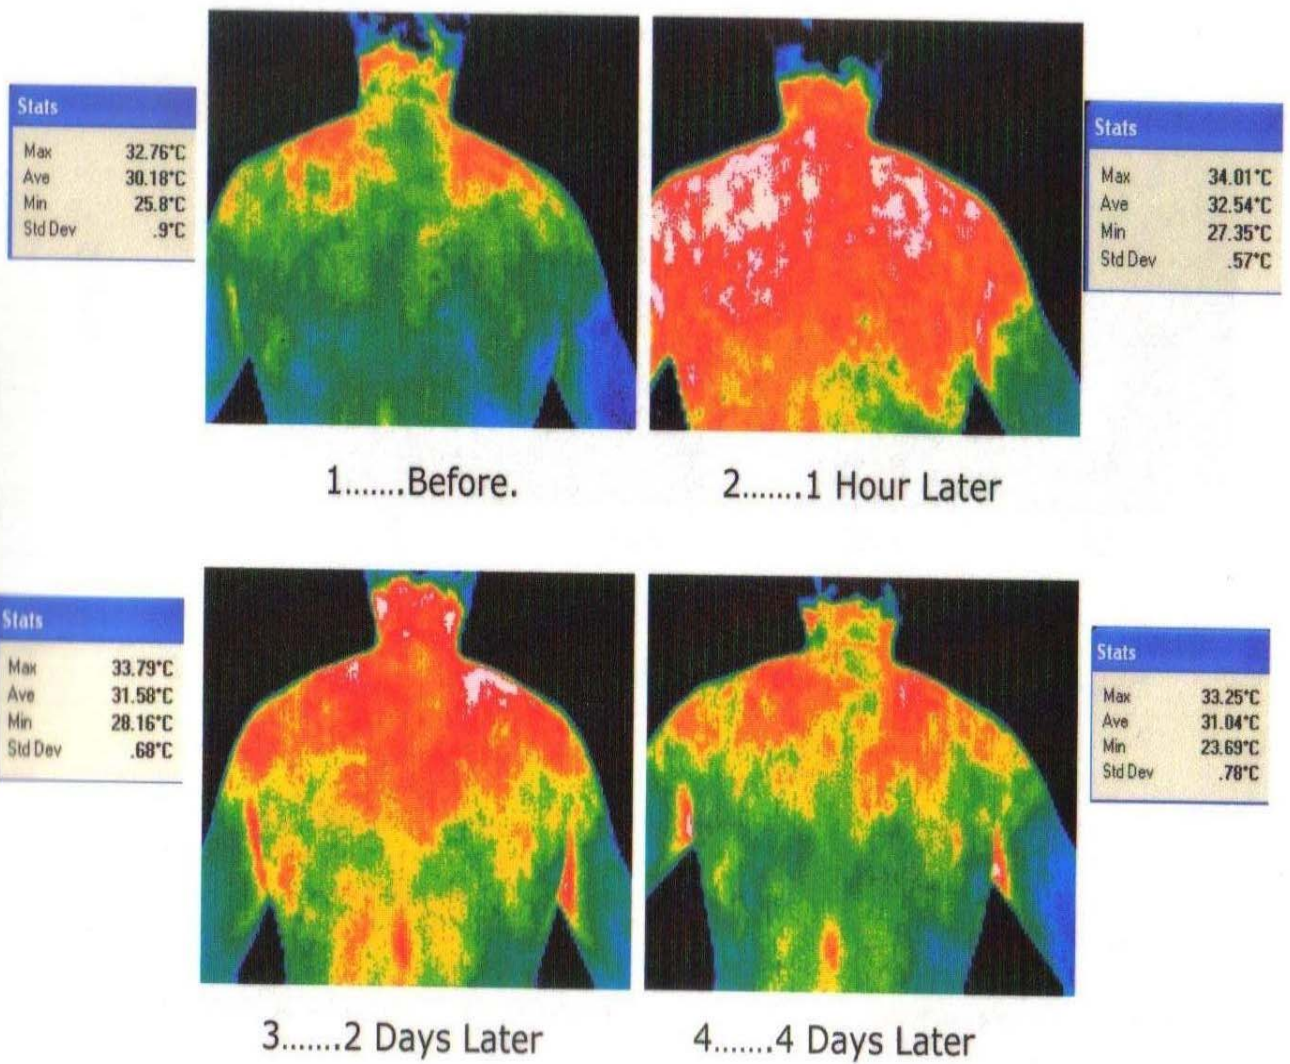 Stats
Max 32.76°C
Ave 30.18°C
Min 25.8°C
Std Dev .9°C
Stats
Max 34.01°C
Ave 32.54°C
Min 27.35°C
Std Dev .57°C
1.......Before.
2.......1 Hour Later
Stats
Max 33.79°C
Ave 31.58°C
Min 28.16°C
Std Dev .68°C
Stats
Max 33.25°C
Ave 31.04°C
Min 23.69°C
Std Dev .78°C
3.......2 Days Later
4.......4 Days Later